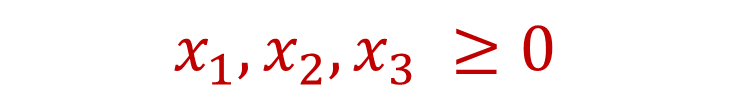 x₁, x₂, x₃ ≥ 0